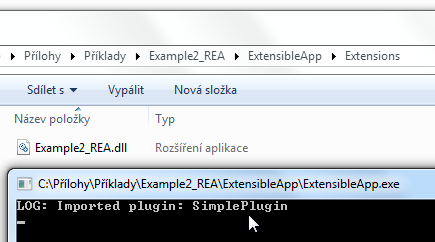 Přílohy ▸ Příklady ▸ Example2_REA ▸ ExtensibleApp ▸ Extensions
Sdílet s Vypálit Nová složka
Název položky Typ
Example2_REA.dll Rozšíření aplikace
C:\Přílohy\Příklady\Example2_REA\ExtensibleApp\ExtensibleApp.exe
LOG: Imported plugin: SimplePlugin